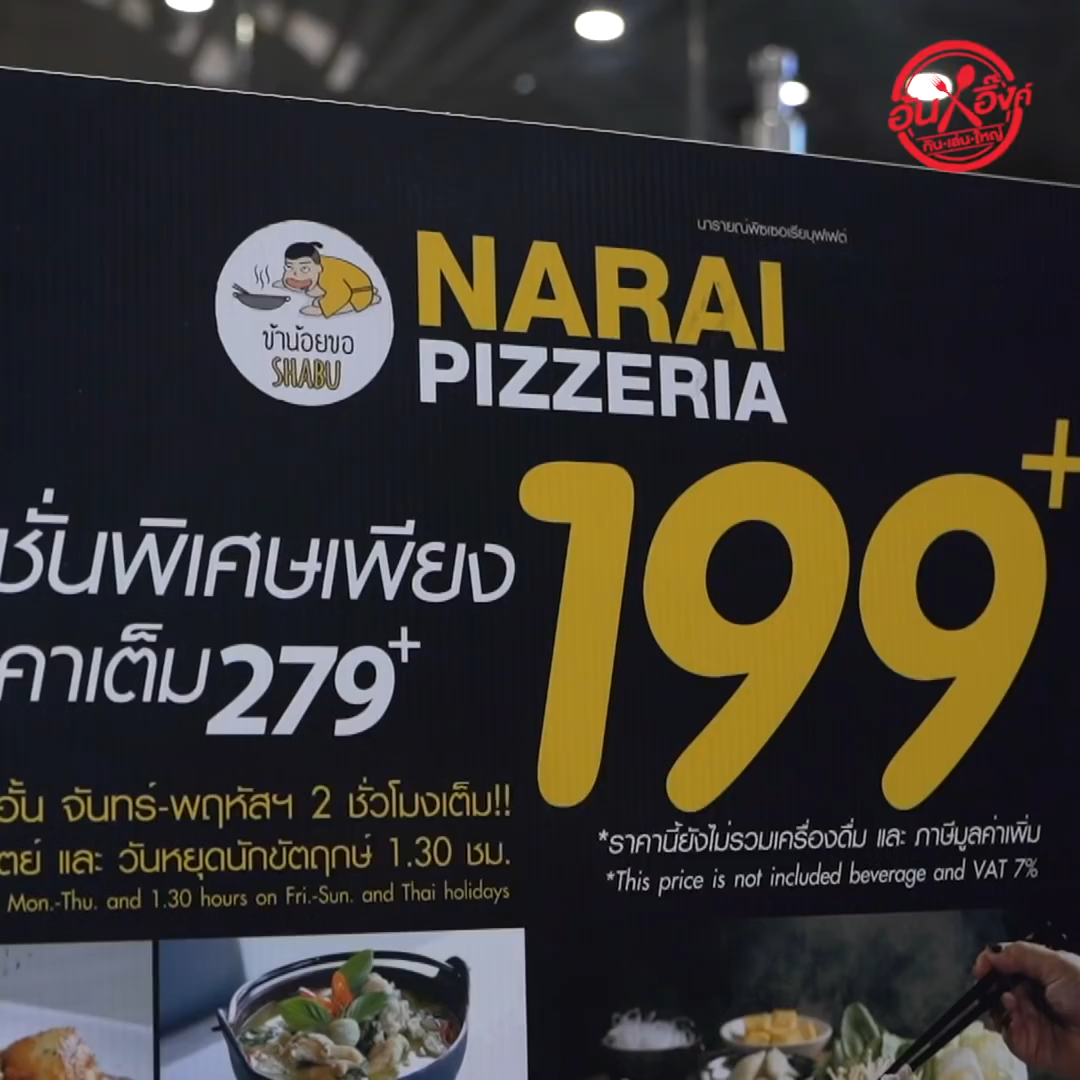 อุ๋น อิ๊งค์
กิน•เล่น•ใหญ่
นารายณ์พิซเซอเรียบุฟเฟต์
NARAI
PIZZERIA
ข้าน้อยขอ
SHABU
199+
ชั่นพิเศษเพียง
คาเต็ม 279+
อั้น จันทร์-พฤหัสฯ 2 ชั่วโมงเต็ม!!
ตย์ และ วันหยุดนักขัตฤกษ์ 1.30 ชม.
Mon.-Thu. and 1.30 hours on Fri.-Sun. and Thai holidays
*ราคานี้ยังไม่รวมเครื่องดื่ม และ ภาษีมูลค่าเพิ่ม
*This price is not included beverage and VAT 7%